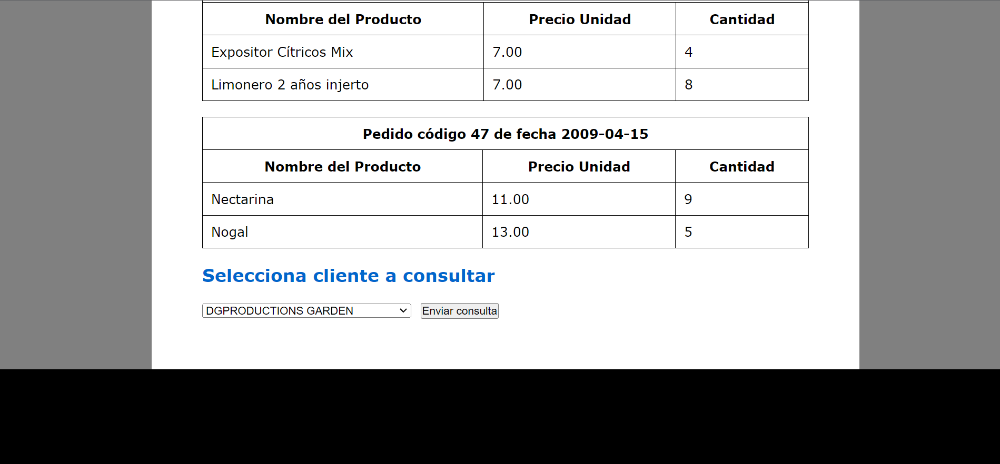 Nombre del Producto Precio Unidad Cantidad
Expositor Cítricos Mix 7.00 4
Limonero 2 años injerto 7.00 8
Pedido código 47 de fecha 2009-04-15
Nombre del Producto Precio Unidad Cantidad
Nectarina 11.00 9
Nogal 13.00 5
Selecciona cliente a consultar
DGPRODUCTIONS GARDEN Enviar consulta